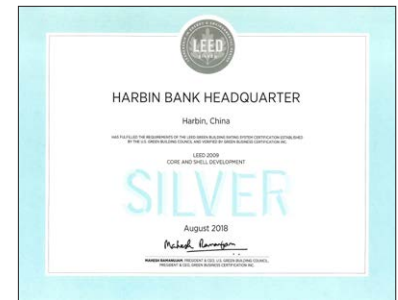 LEED
HARBIN BANK HEADQUARTER
Harbin, China
HAS FULFILLED THE REQUIREMENTS OF THE LEED GREEN BUILDING RATING SYSTEM CERTIFICATION ESTABLISHED
BY THE U.S. GREEN BUILDING COUNCIL AND VERIFIED BY GREEN BUSINESS CERTIFICATION INC.
LEED 2009
CORE AND SHELL DEVELOPMENT
SILVER
August 2018
Mahesh Ramanujam
MAHESH RAMANUJAM, PRESIDENT & CEO, U.S. GREEN BUILDING COUNCIL
PRESIDENT & CEO, GREEN BUSINESS CERTIFICATION INC.